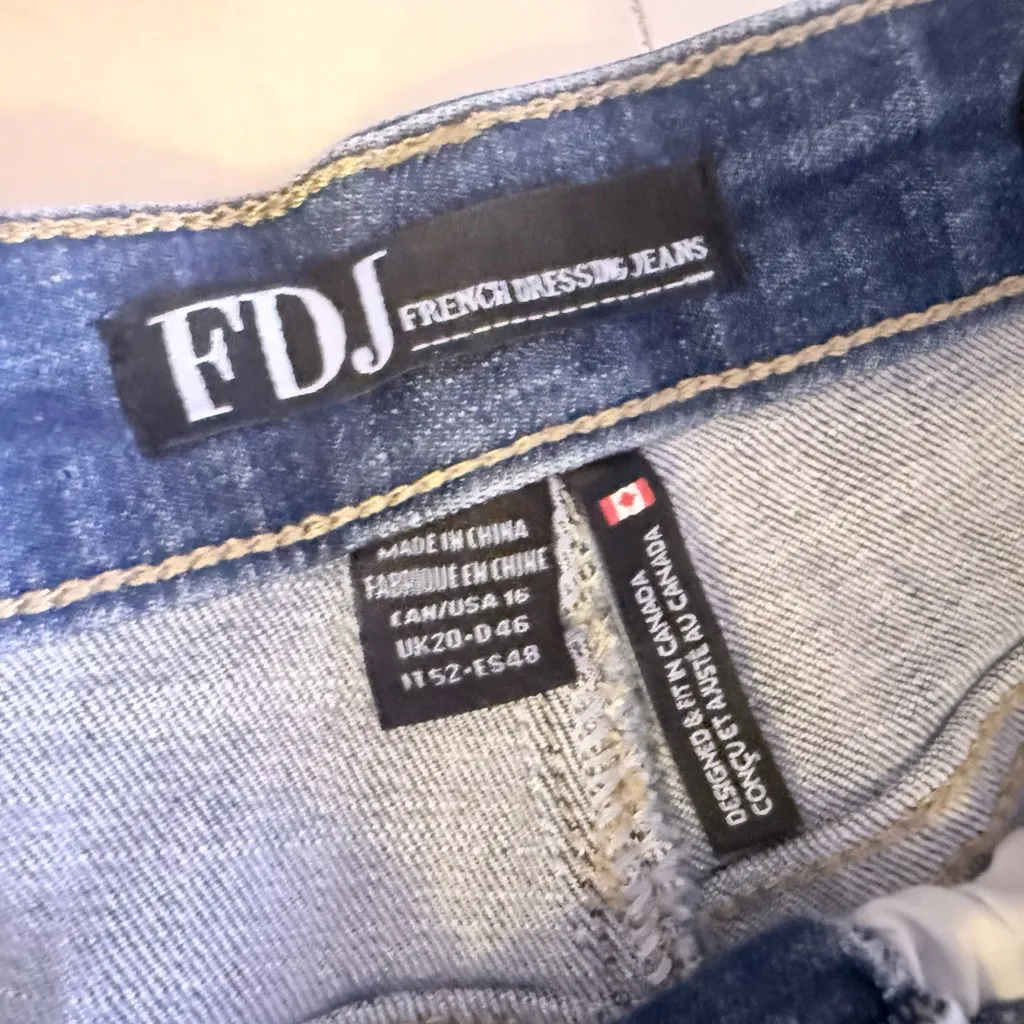 FDJ FRENCH DRESSING JEANS
MADE IN CHINA
FABRIQUE EN CHINE
CAN/USA 16
UK20-D46
IT52-ES48
DESIGNED & FIT IN CANADA
CONÇU ET AJUSTÉ AU CANADA